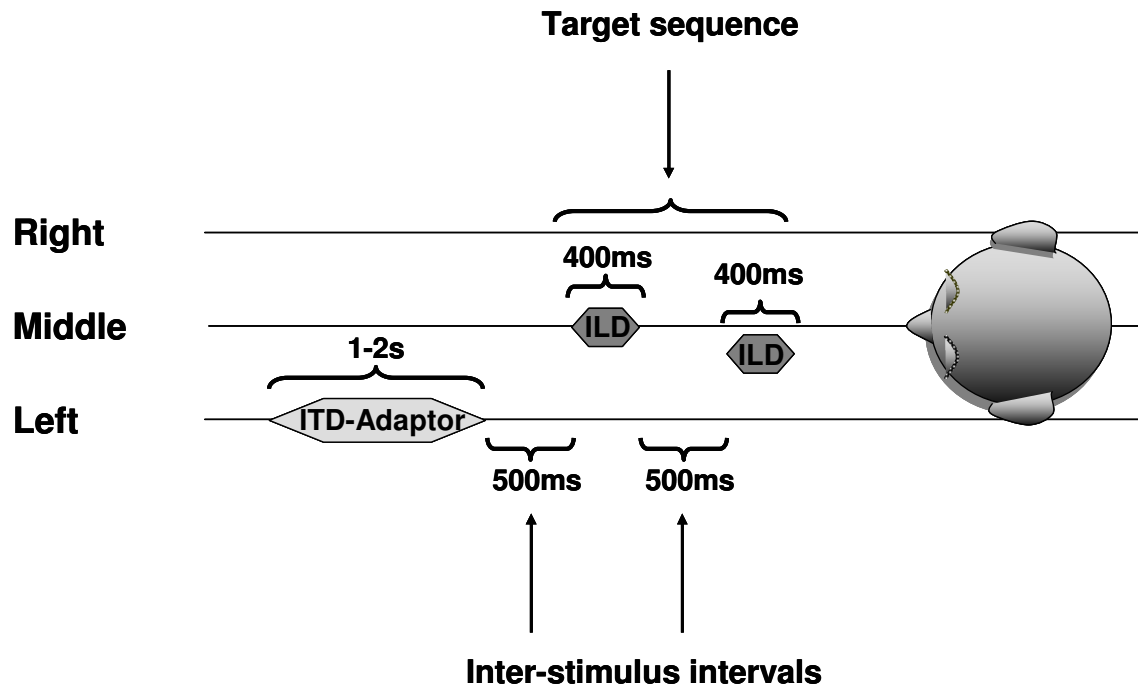 Target sequence
Right
400ms
400ms
ILD
Middle
ILD
1-2s
Left
ITD-Adaptor
500ms
500ms
Inter-stimulus intervals